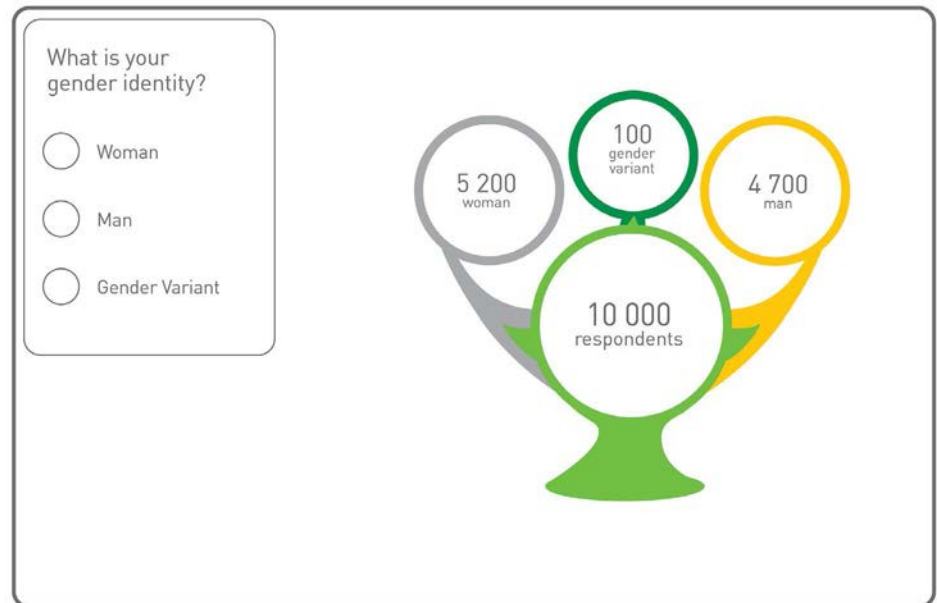 What is your
gender identity?
Woman
Man
Gender Variant
5 200
woman
100
gender
variant
4 700
man
10 000
respondents